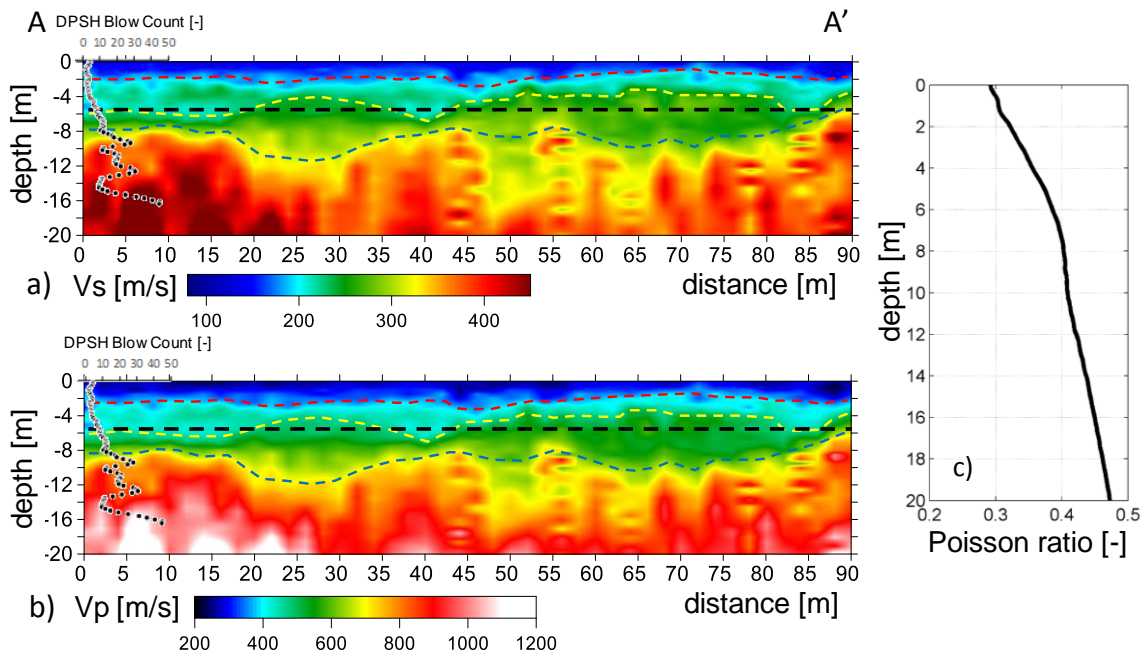 A
DPSH Blow Count [-]
A’
0 10 20 30 40 50
0
-4
-8
-12
-16
-20
depth [m]
0 5 10 15 20 25 30 35 40 45 50 55 60 65 70 75 80 85 90
a) Vs [m/s]
distance [m]
100 200 300 400
DPSH Blow Count [-]
0 10 20 30 40 50
0
-4
-8
-12
-16
-20
depth [m]
0 5 10 15 20 25 30 35 40 45 50 55 60 65 70 75 80 85 90
b) Vp [m/s]
distance [m]
200 400 600 800 1000 1200
0
2
4
6
8
10
12
14
16
18
20
depth [m]
c)
0.2 0.3 0.4 0.5
Poisson ratio [-]